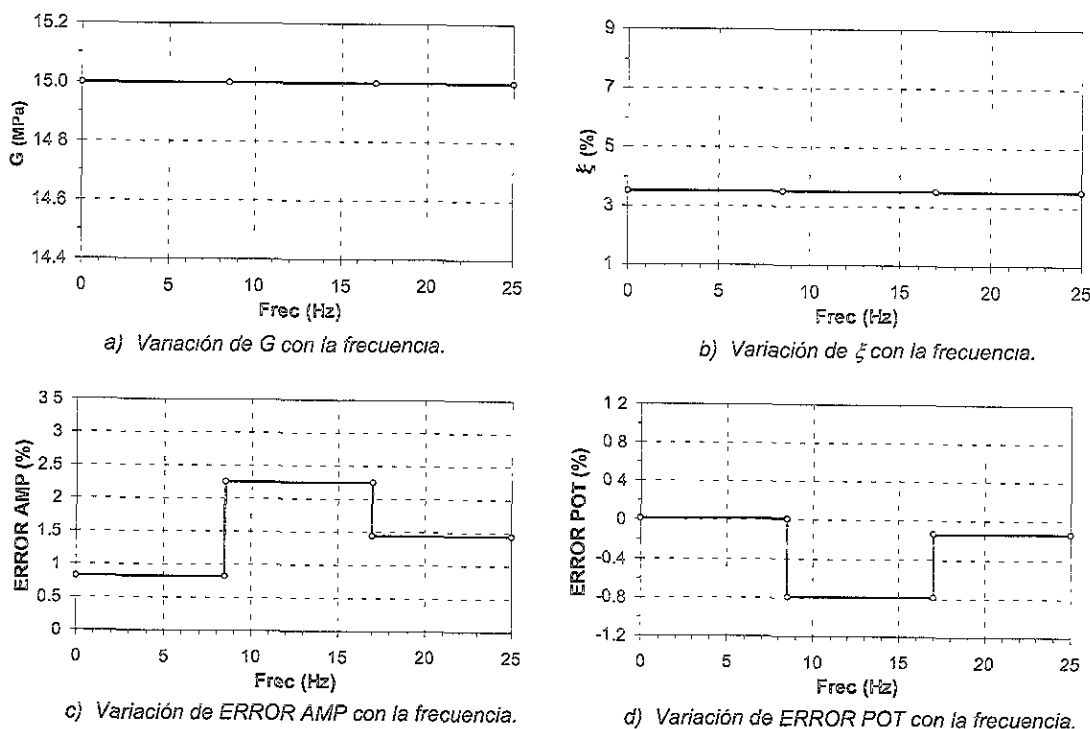 15.2
15.0
14.8
14.6
14.4
G (MPa)
0 5 10 15 20 25
Frec (Hz)
a) Variación de G con la frecuencia.
9
7
5
3
1
ξ (%)
0 5 10 15 20 25
Frec (Hz)
b) Variación de ξ con la frecuencia.
3.5
3
2.5
2
1.5
1
0.5
0
ERROR AMP (%)
0 5 10 15 20 25
Frec (Hz)
c) Variación de ERROR AMP con la frecuencia.
1.2
0.8
0.4
0
-0.4
-0.8
-1.2
ERROR POT (%)
0 5 10 15 20 25
Frec (Hz)
d) Variación de ERROR POT con la frecuencia.